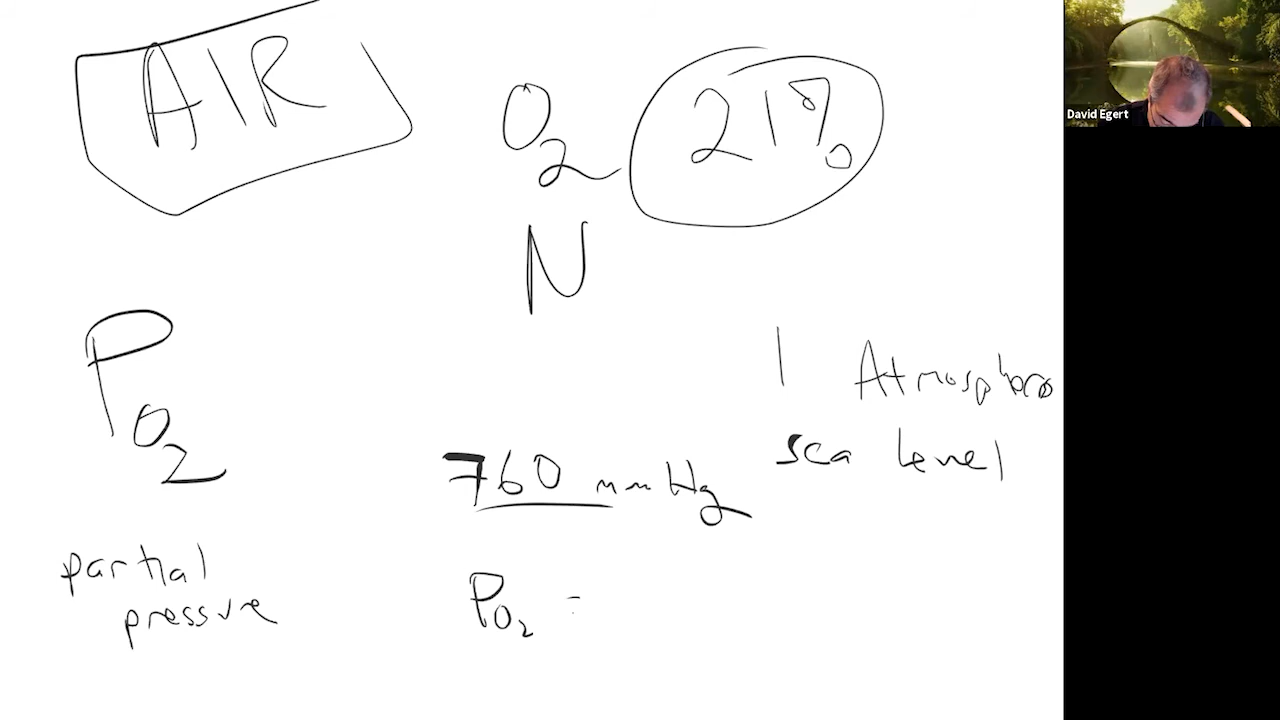 AIR
O2 21%
N
PO2
1 Atmosphere
sea level
760 mmHg
partial
pressure
PO2 =
David Egert